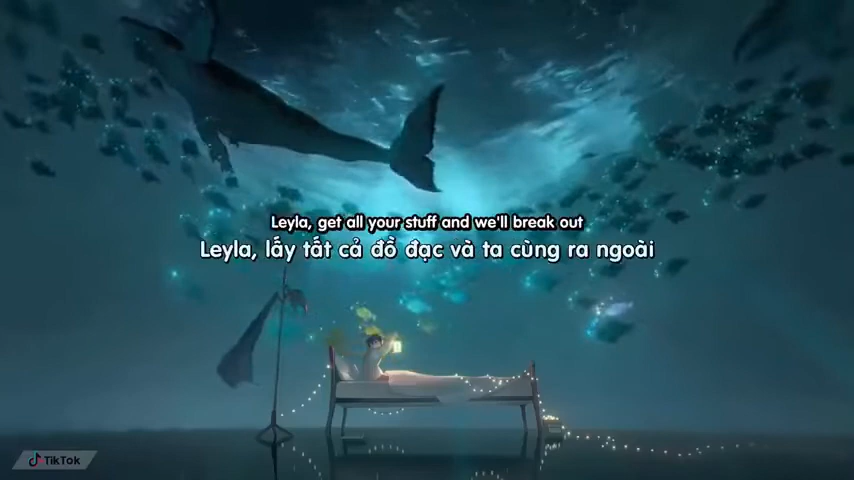 Leyla, get all your stuff and we'll break out
Leyla, lấy tất cả đồ đạc và ta cùng ra ngoài
TikTok